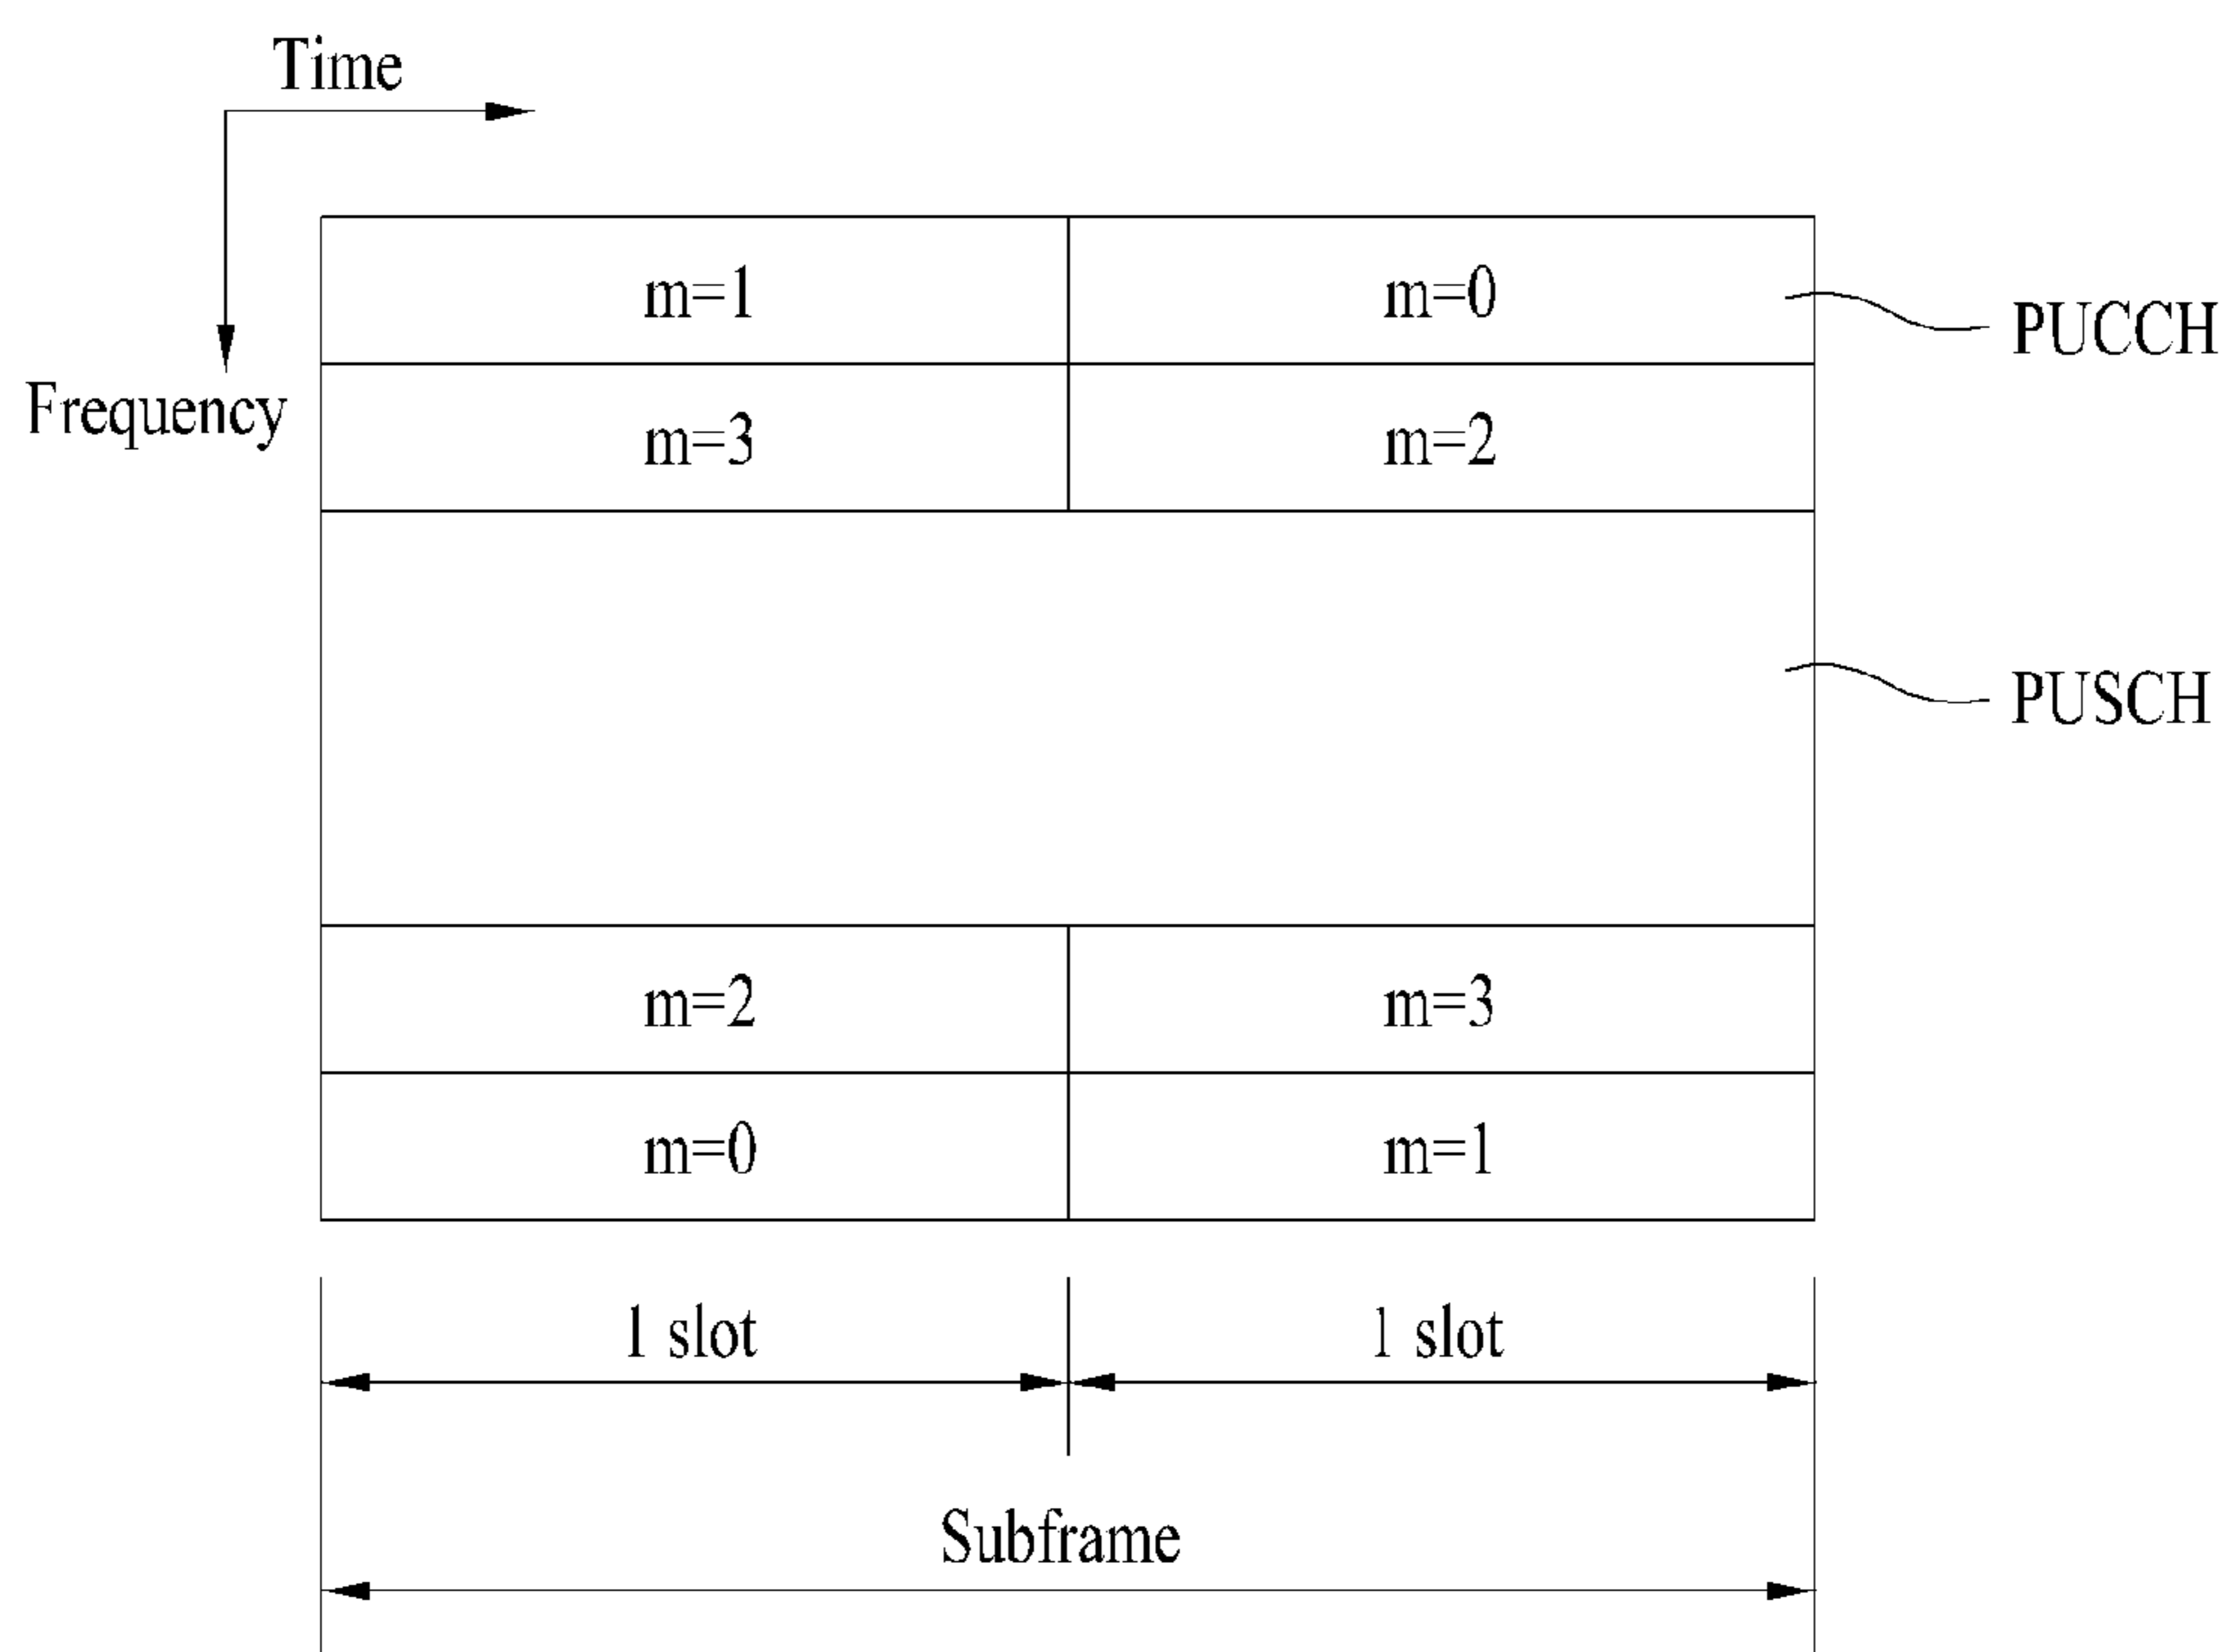 Time
Frequency
m=1 m=0
PUCCH
m=3 m=2
PUSCH
m=2 m=3
m=0 m=1
1 slot 1 slot
Subframe